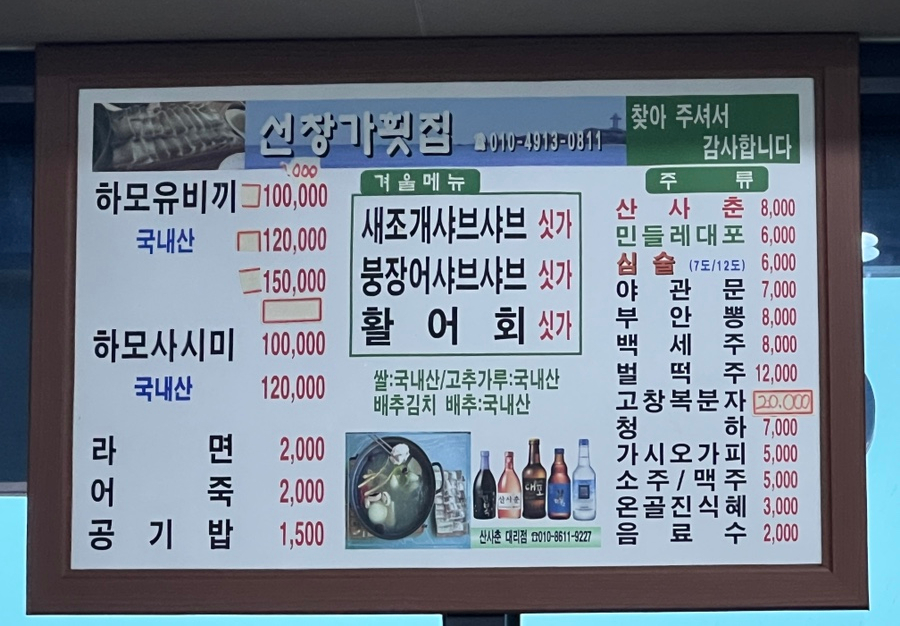 선창가횟집
☎010-4913-0811
찾아 주셔서
감사합니다
하모유비끼 100,000
국내산 120,000
150,000
하모사시미 100,000
국내산 120,000
라면 2,000
어죽 2,000
공기밥 1,500
겨울메뉴
새조개샤브샤브 싯가
붕장어샤브샤브 싯가
활어회 싯가
쌀:국내산/고추가루:국내산
배추김치 배추:국내산
산사춘
대포
산사춘 대리점 ☎010-8611-9227
주류
산사춘 8,000
민들레대포 6,000
심술 (7도/12도) 6,000
야관문 7,000
부안뽕 8,000
백세주 8,000
벌떡주 12,000
고창복분자 20.000
청하 7,000
가시오가피 5,000
소주/맥주 5,000
온골진식혜 3,000
음료수 2,000